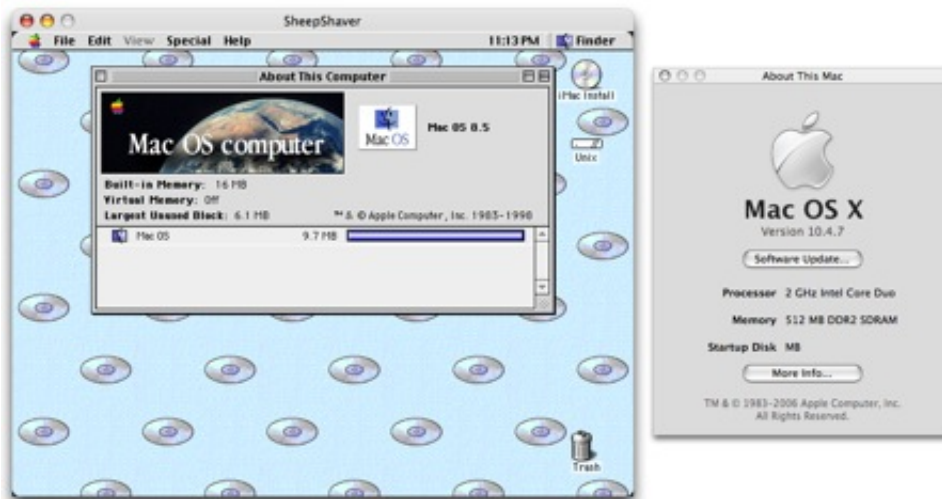 SheepShaver
File Edit View Special Help 11:13 PM Finder
About This Computer
iMac Install
Mac OS computer
Mac OS
Mac OS 8.5
Unix
Built-in Memory: 16 MB
Virtual Memory: Off
Largest Unused Block: 6.1 MB
™ & © Apple Computer, Inc. 1983-1998
Mac OS 9.7 MB
Trash
About This Mac
Mac OS X
Version 10.4.7
Software Update...
Processor 2 GHz Intel Core Duo
Memory 512 MB DDR2 SDRAM
Startup Disk MB
More Info...
TM & © 1983-2006 Apple Computer, Inc.
All Rights Reserved.